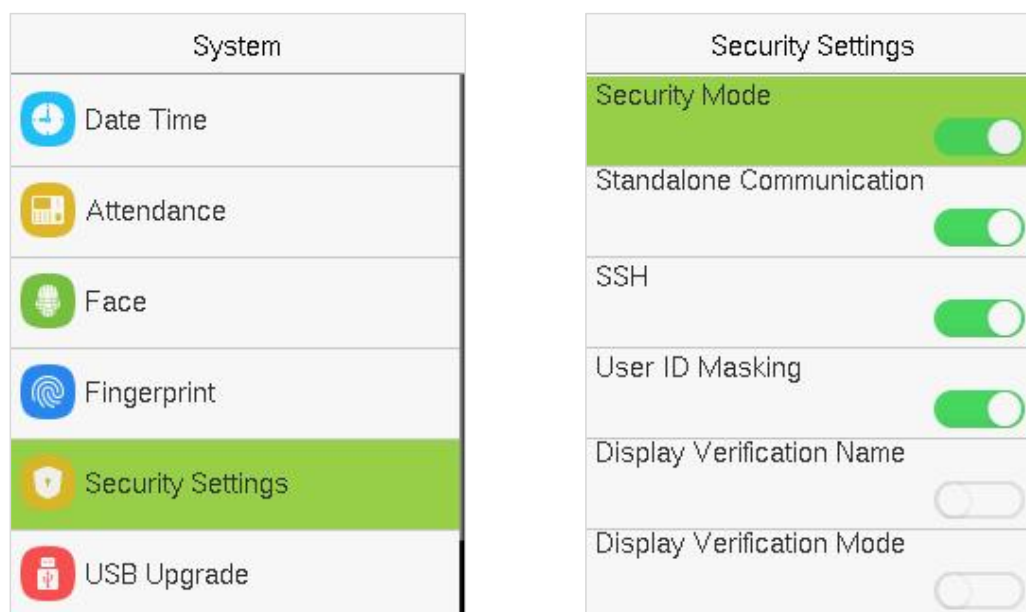 System
Date Time
Attendance
Face
Fingerprint
Security Settings
USB Upgrade
Security Settings
Security Mode
Standalone Communication
SSH
User ID Masking
Display Verification Name
Display Verification Mode